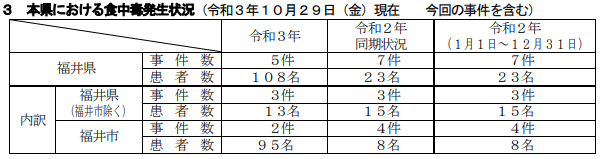 ３　本県における食中毒発生状況（令和３年１０月２９日（金）現在　　今回の事件を含む）
令和３年　令和２年同期状況　令和２年（１月１日～１２月３１日）
福井県　事件数　５件　７件　７件
患者数　１０８名　２３名　２３名
内訳　福井県（福井市除く）　事件数　３件　３件　３件
患者数　１３名　１５名　１５名
福井市　事件数　２件　４件　４件
患者数　９５名　８名　８名